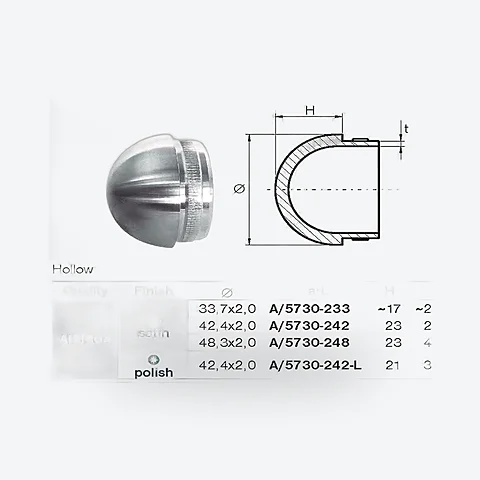 H
t
Ø
Hollow
Finish Ø H
33,7x2,0 A/5730-233 ~17 ~2
satin 42,4x2,0 A/5730-242 23 2
48,3x2,0 A/5730-248 23 4
polish 42,4x2,0 A/5730-242-L 21 3